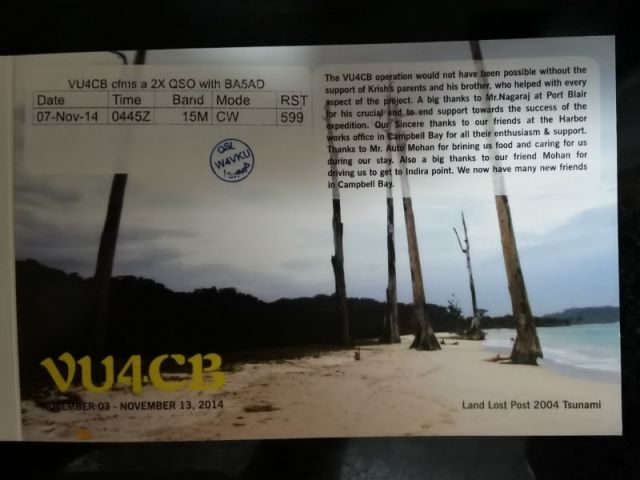 VU4CB cfms a 2X QSO with BA5AD
Date Time Band Mode RST
07-Nov-14 0445Z 15M CW 599
QSL
W4VKU
The VU4CB operation would not have been possible without the
support of Krish's parents and his brother, who helped with every
aspect of the project. A big thanks to Mr.Nagaraj at Port Blair
for his crucial end to end support towards the success of the
expedition. Our Sincere thanks to our friends at the Harbor
works office in Campbell Bay for all their enthusiasm & support.
Thanks to Mr. Auto Mohan for brining us food and caring for us
during our stay. Also a big thanks to our friend Mohan for
driving us to get to Indira point. We now have many new friends
in Campbell Bay.
VU4CB
NOVEMBER 03 - NOVEMBER 13, 2014
Land Lost Post 2004 Tsunami